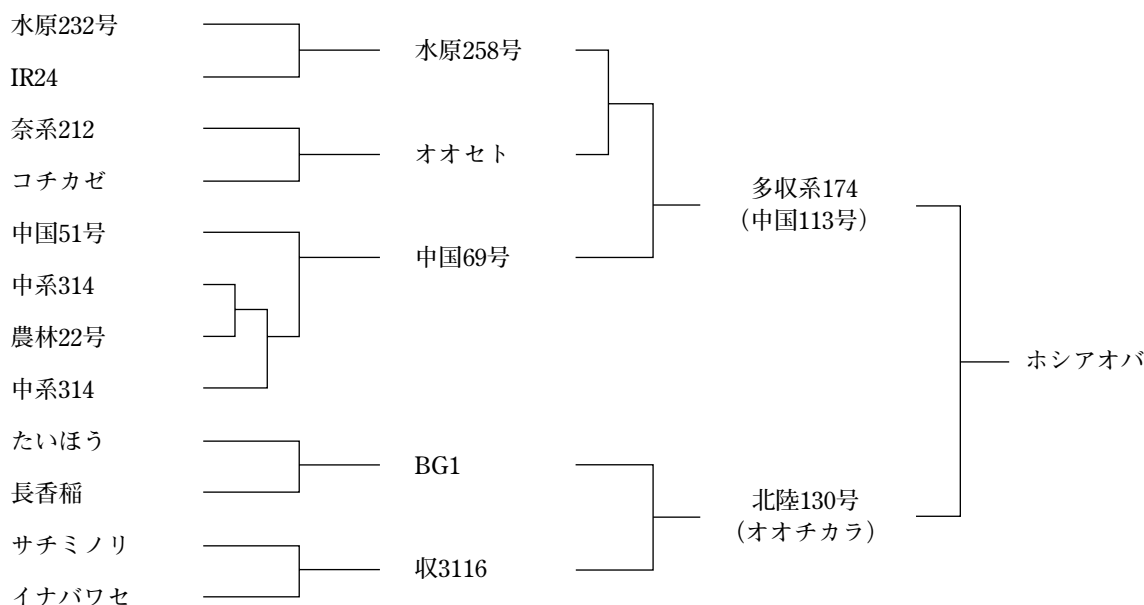 水原232号
IR24
奈系212
コチカゼ
中国51号
中系314
農林22号
中系314
たいほう
長香稲
サチミノリ
イナバワセ
水原258号
オオセト
中国69号
BG1
収3116
多収系174
（中国113号）
北陸130号
（オオチカラ）
ホシアオバ